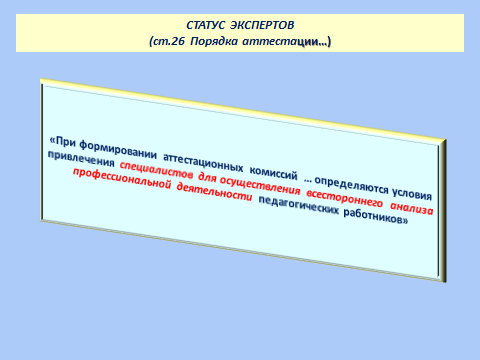 СТАТУС ЭКСПЕРТОВ
(ст.26 Порядка аттестации…)
«При формировании аттестационных комиссий … определяются условия
привлечения специалистов для осуществления всестороннего анализа
профессиональной деятельности педагогических работников»